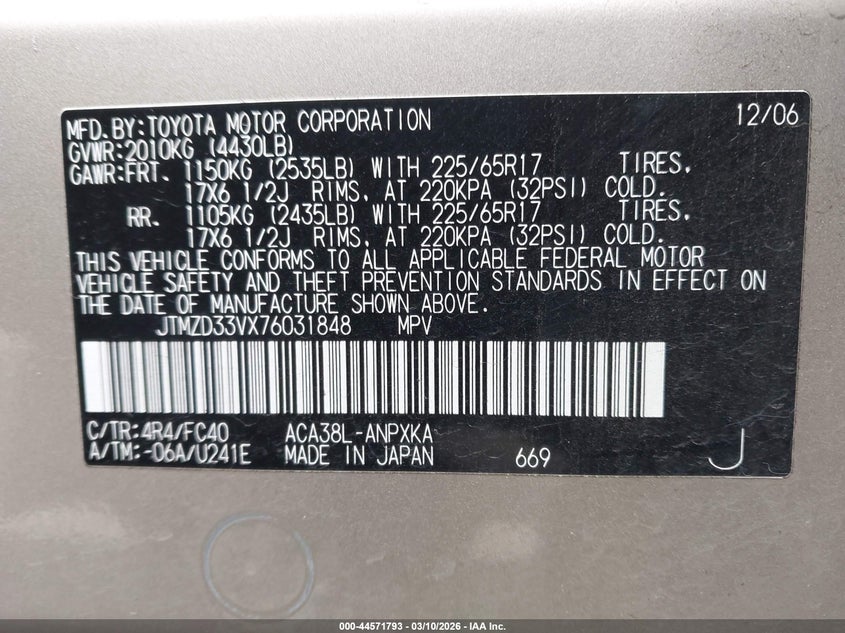 MFD.BY:TOYOTA MOTOR CORPORATION 12/06
GVWR:2010KG (4430LB)
GAWR:FRT. 1150KG (2535LB) WITH 225/65R17 TIRES,
17X6 1/2J RIMS, AT 220KPA (32PSI) COLD.
RR. 1105KG (2435LB) WITH 225/65R17 TIRES,
17X6 1/2J RIMS, AT 220KPA (32PSI) COLD.
THIS VEHICLE CONFORMS TO ALL APPLICABLE FEDERAL MOTOR
VEHICLE SAFETY AND THEFT PREVENTION STANDARDS IN EFFECT ON
THE DATE OF MANUFACTURE SHOWN ABOVE.
JTMZD33VX76031848 MPV
C/TR:4R4/FC40 ACA38L-ANPXKA
A/TM:-06A/U241E MADE IN JAPAN 669 J
000-44571793 - 03/10/2026 - IAA Inc.